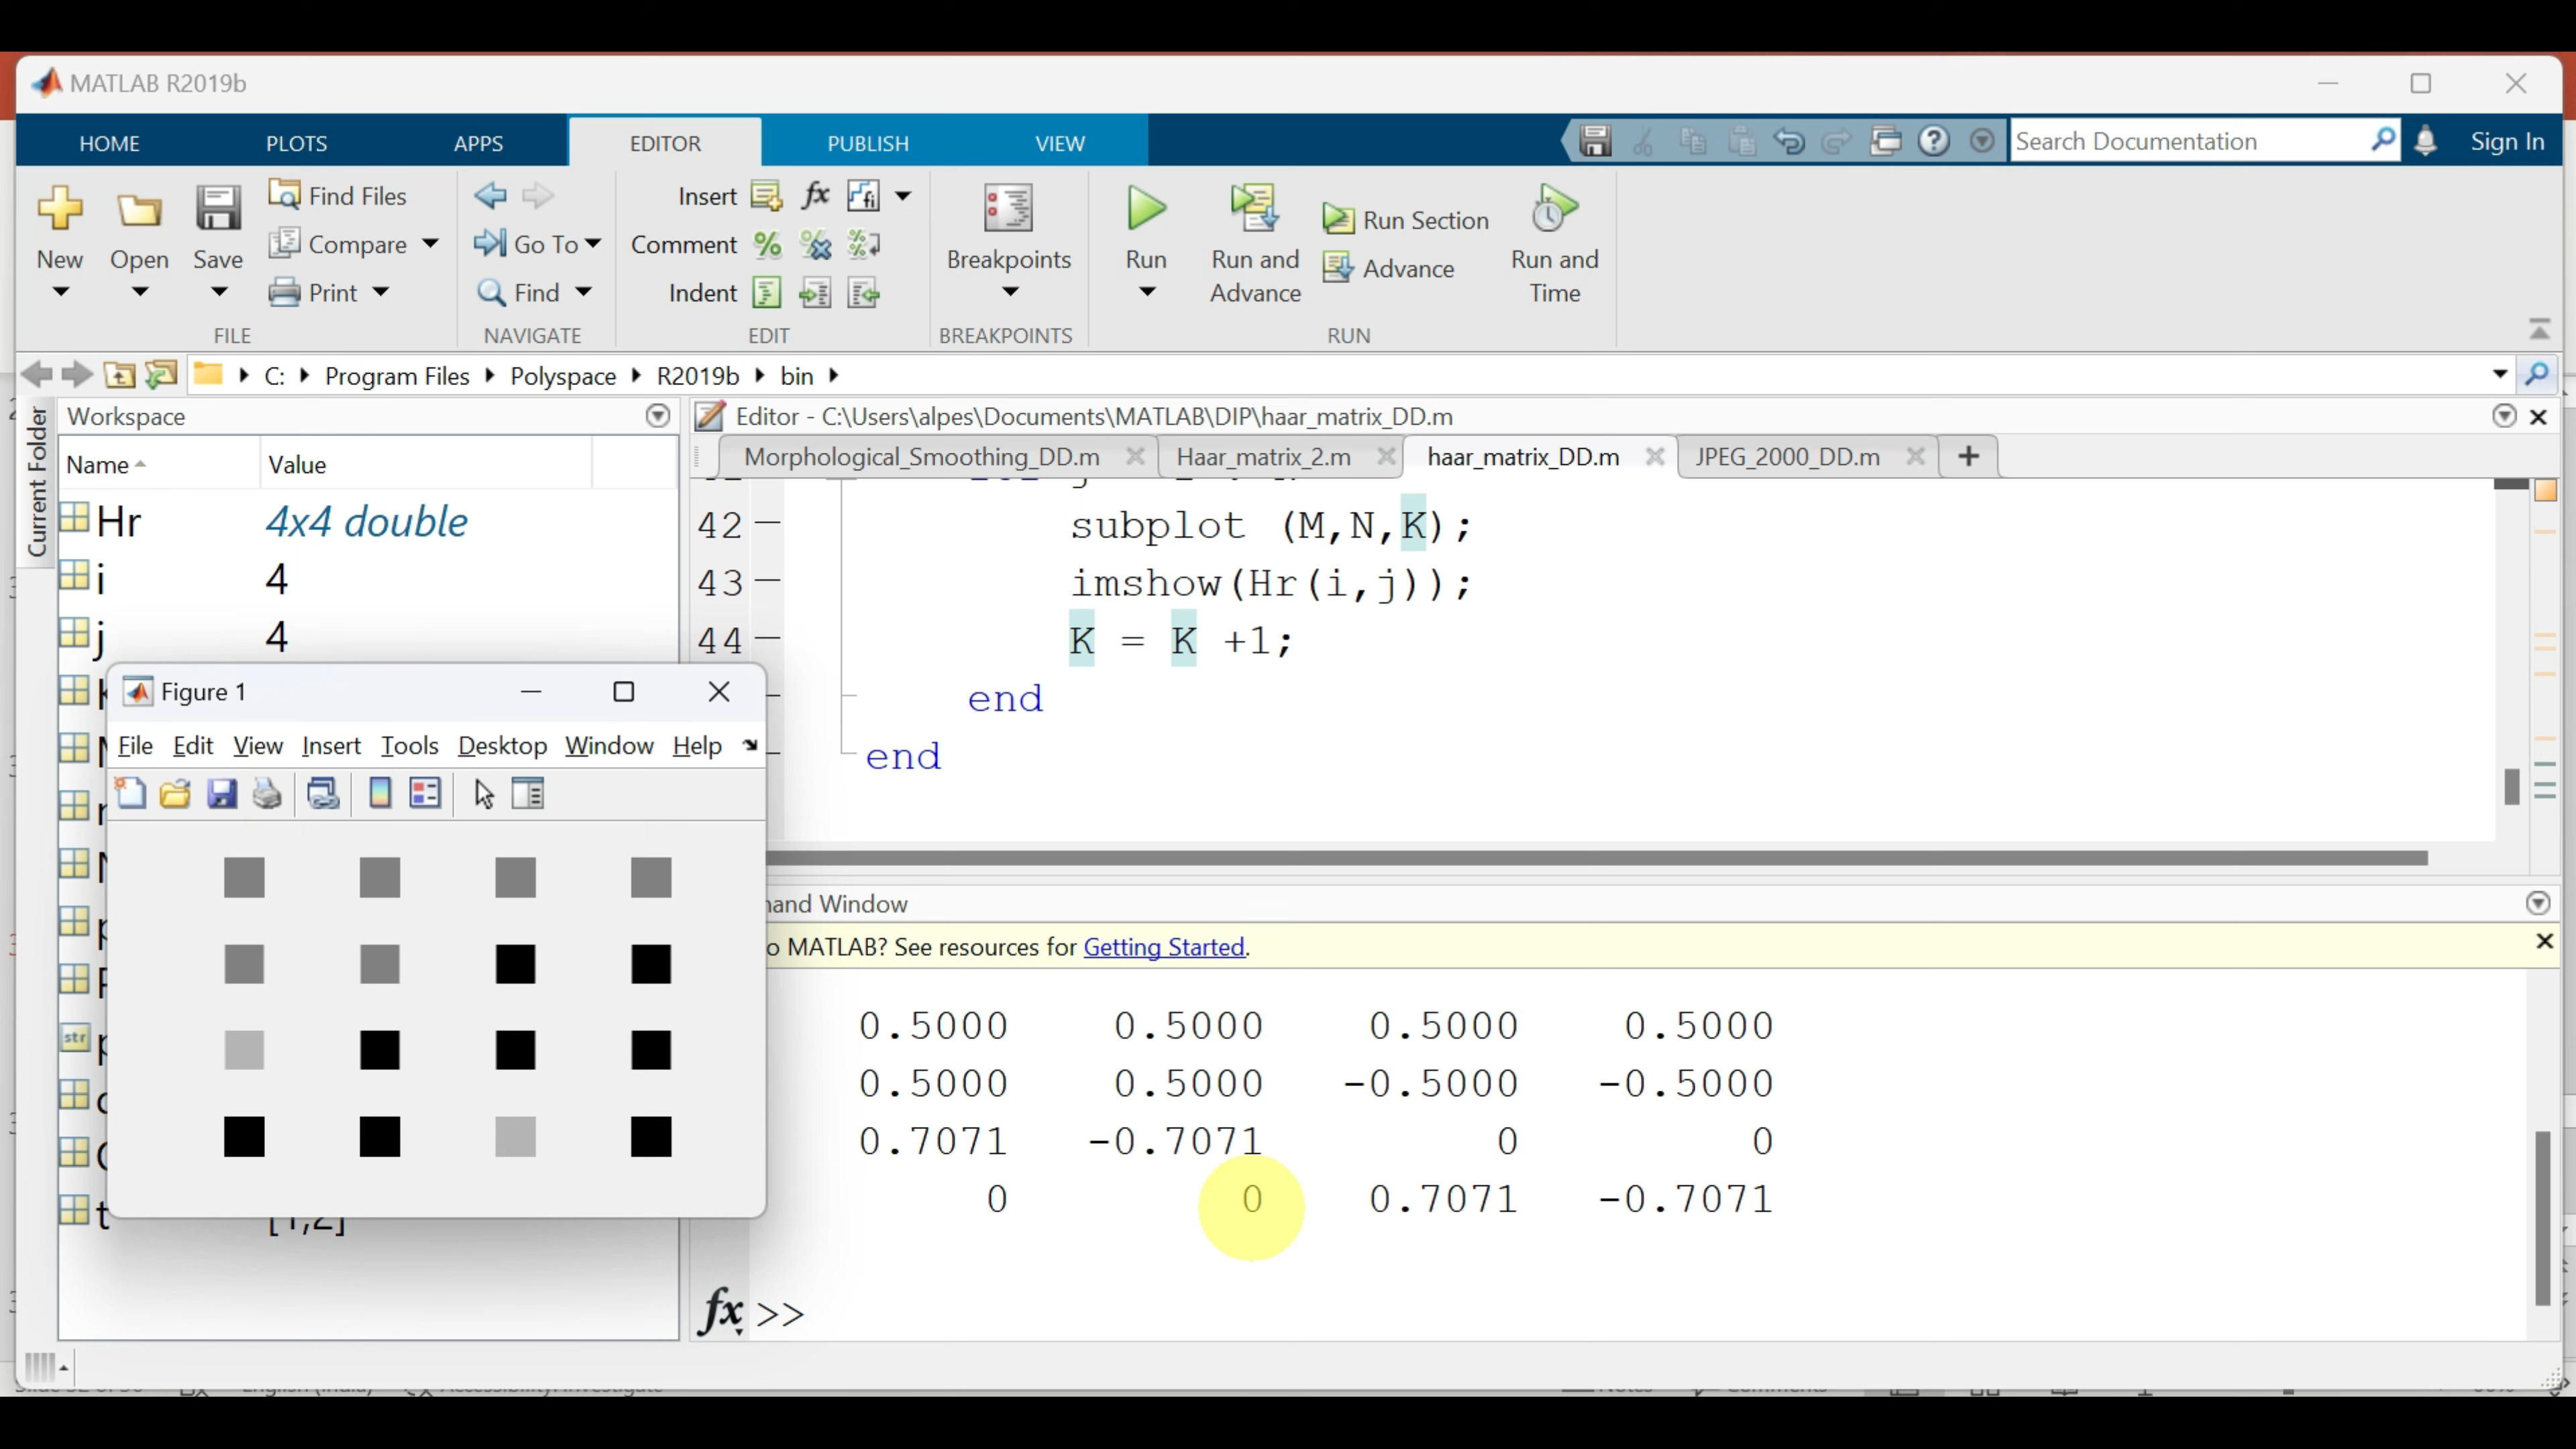 MATLAB R2019b
HOME PLOTS APPS EDITOR PUBLISH VIEW Search Documentation Sign In
New Open Save Find Files Compare Print
FILE
Go To Find
NAVIGATE
Insert fx fi
Comment
Indent
EDIT
Breakpoints
BREAKPOINTS
Run Run and Advance Run Section Advance Run and Time
RUN
C: Program Files Polyspace R2019b bin
Current Folder
Workspace
Name Value
Hr 4x4 double
i 4
j 4
Editor - C:\Users\alpes\Documents\MATLAB\DIP\haar_matrix_DD.m
Morphological_Smoothing_DD.m Haar_matrix_2.m haar_matrix_DD.m JPEG_2000_DD.m
42 subplot (M,N,K);
43 imshow(Hr(i,j));
44 K = K +1;
end
end
Figure 1
File Edit View Insert Tools Desktop Window Help
str
t [1,2]
Window
MATLAB? See resources for Getting Started.
0.5000 0.5000 0.5000 0.5000
0.5000 0.5000 -0.5000 -0.5000
0.7071 -0.7071 0 0
0 0 0.7071 -0.7071
fx >>